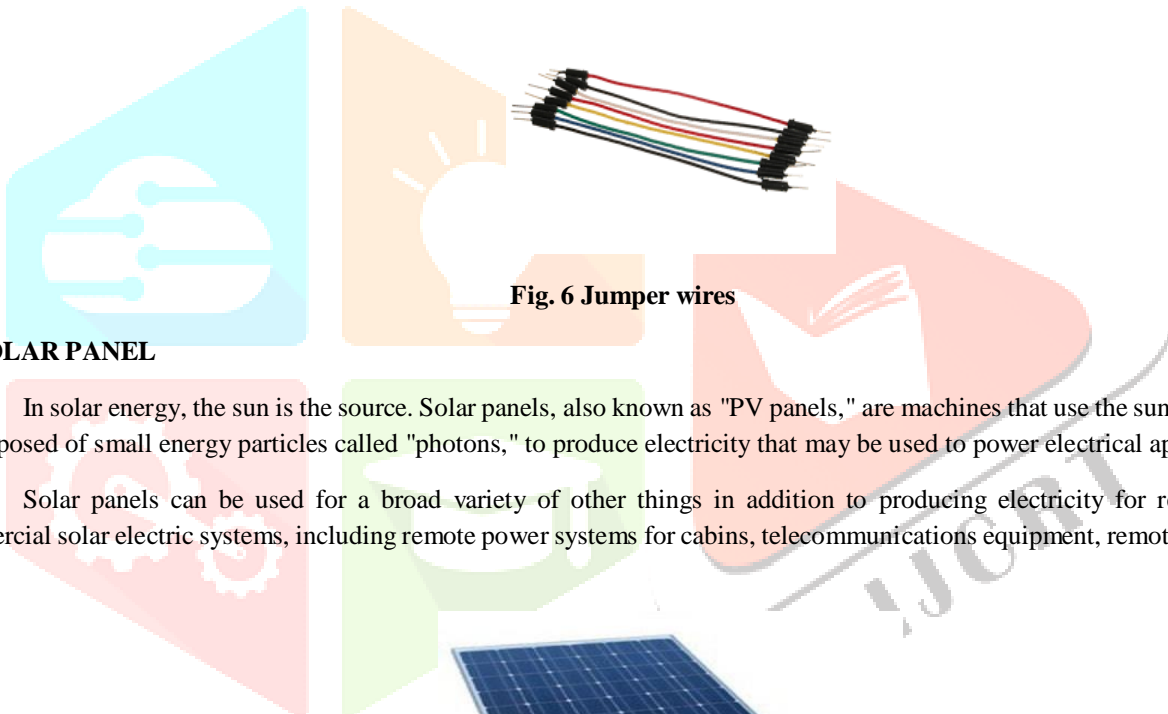 Fig. 6 Jumper wires
OLAR PANEL
In solar energy, the sun is the source. Solar panels, also known as "PV panels," are machines that use the sun
posed of small energy particles called "photons," to produce electricity that may be used to power electrical ap
Solar panels can be used for a broad variety of other things in addition to producing electricity for re
ercial solar electric systems, including remote power systems for cabins, telecommunications equipment, remot
IJCRT